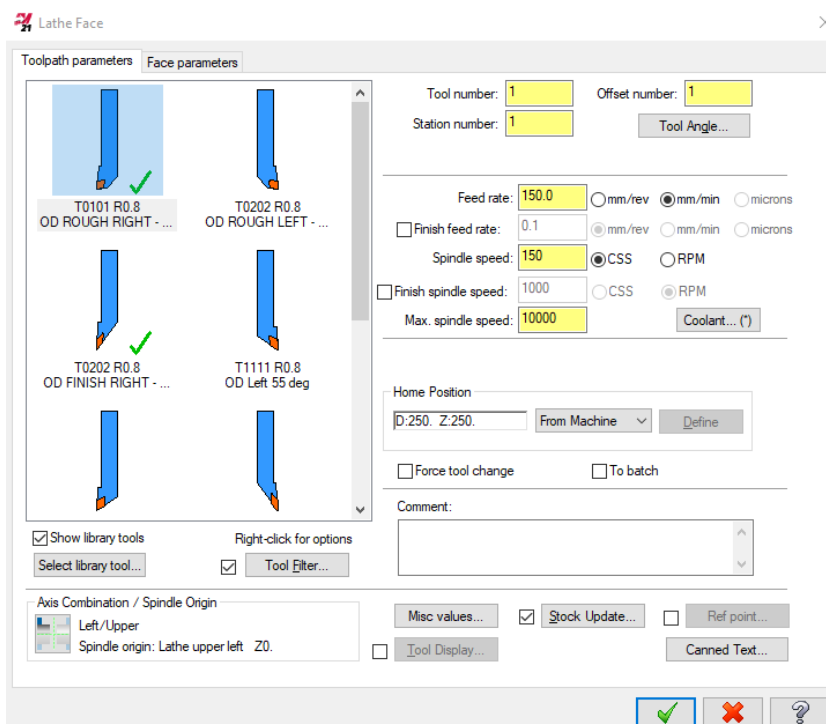 21 Lathe Face
Toolpath parameters Face parameters
T0101 R0.8
OD ROUGH RIGHT - ...
T0202 R0.8
OD ROUGH LEFT - ...
T0202 R0.8
OD FINISH RIGHT - ...
T1111 R0.8
OD Left 55 deg
Show library tools
Right-click for options
Select library tool...
Tool Filter...
Axis Combination / Spindle Origin
Left/Upper
Spindle origin: Lathe upper left Z0.
Tool number: 1 Offset number: 1
Station number: 1 Tool Angle...
Feed rate: 150.0 mm/rev mm/min microns
Finish feed rate: 0.1 mm/rev mm/min microns
Spindle speed: 150 CSS RPM
Finish spindle speed: 1000 CSS RPM
Max. spindle speed: 10000 Coolant... (*)
Home Position
D:250. Z:250. From Machine Define
Force tool change To batch
Comment:
Misc values... Stock Update... Ref point...
Tool Display... Canned Text...